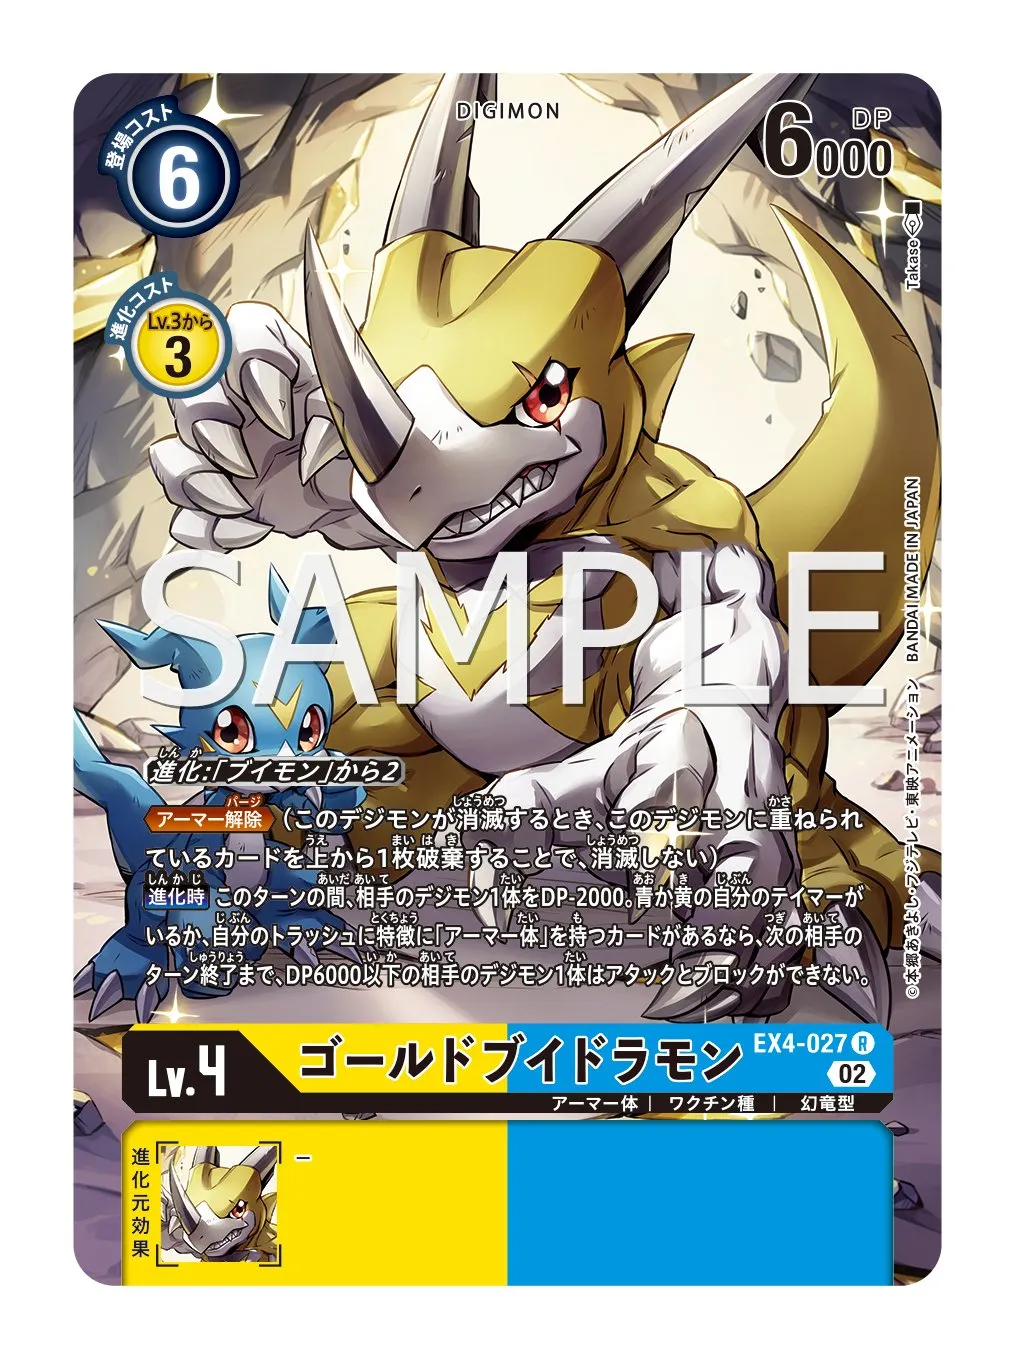 DIGIMON
登場コスト
6
DP
6000
進化コスト
Lv.3から
3
Takase
SAMPLE
進化:「ブイモン」から2
アーマー解除 (このデジモンが消滅するとき、このデジモンに重ねられ
ているカードを上から1枚破棄することで、消滅しない)
進化時 このターンの間、相手のデジモン1体をDP-2000。青か黄の自分のテイマーが
いるか、自分のトラッシュに特徴に「アーマー体」を持つカードがあるなら、次の相手の
ターン終了まで、DP6000以下の相手のデジモン1体はアタックとブロックができない。
©本郷あきよし・フジテレビ・東映アニメーション BANDAI MADE IN JAPAN
Lv.4
ゴールドブイドラモン
EX4-027 R
02
アーマー体 | ワクチン種 | 幻竜型
進化元効果
–